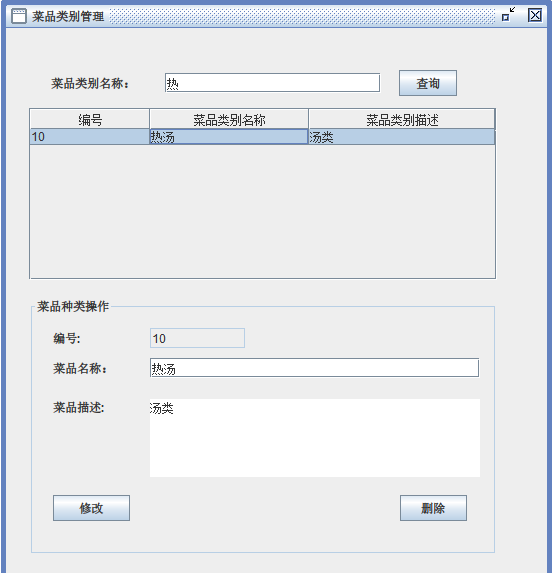 菜品类别管理
菜品类别名称： 热 查询
编号 菜品类别名称 菜品类别描述
10 热汤 汤类
菜品种类操作
编号: 10
菜品名称： 热汤
菜品描述: 汤类
修改 删除